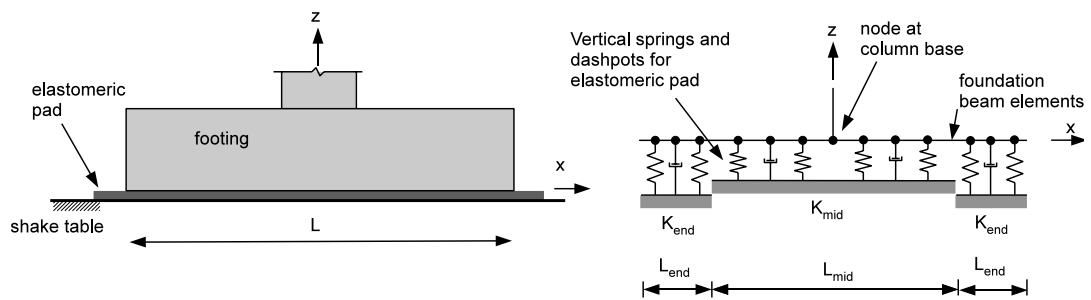 z
elastomeric
pad
footing
x
shake table
L
Vertical springs and
dashpots for
elastomeric pad
z
node at
column base
foundation
beam elements
x
K_end
K_mid
K_end
L_end
L_mid
L_end